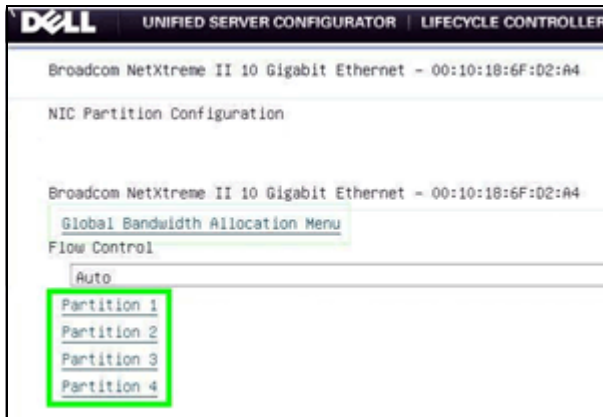 DELL UNIFIED SERVER CONFIGURATOR | LIFECYCLE CONTROLLER
Broadcom NetXtreme II 10 Gigabit Ethernet - 00:10:18:6F:D2:A4
NIC Partition Configuration
Broadcom NetXtreme II 10 Gigabit Ethernet - 00:10:18:6F:D2:A4
Global Bandwidth Allocation Menu
Flow Control
Auto
Partition 1
Partition 2
Partition 3
Partition 4